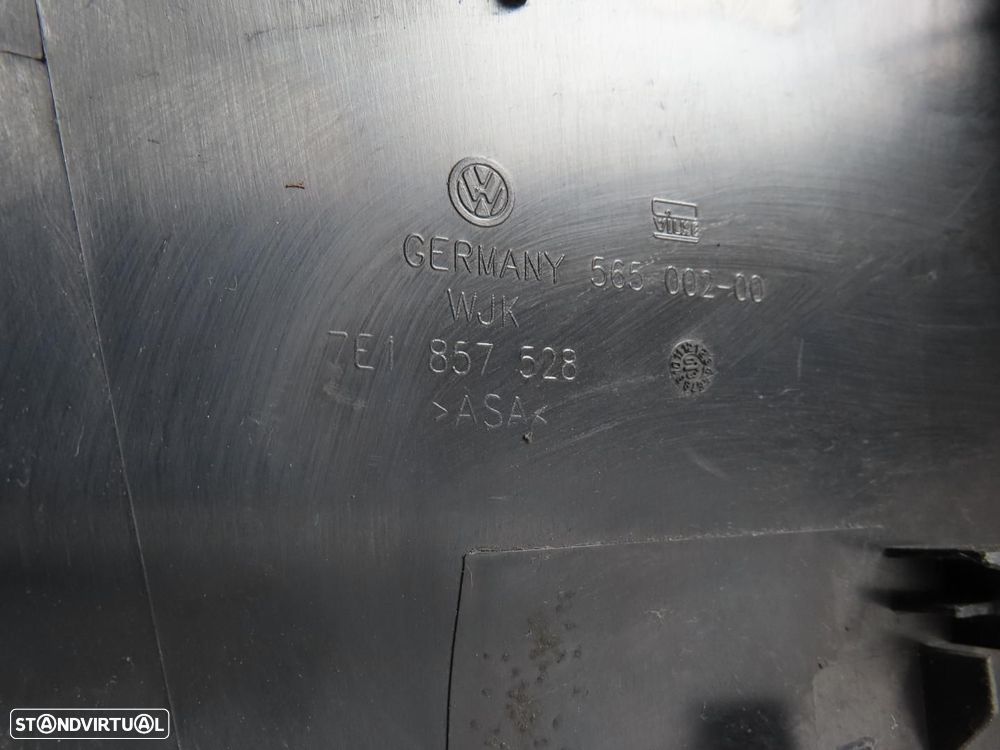 GERMANY
565 002-00
WJK
7E1 857 528
>ASA<
STANDVIRTUAL